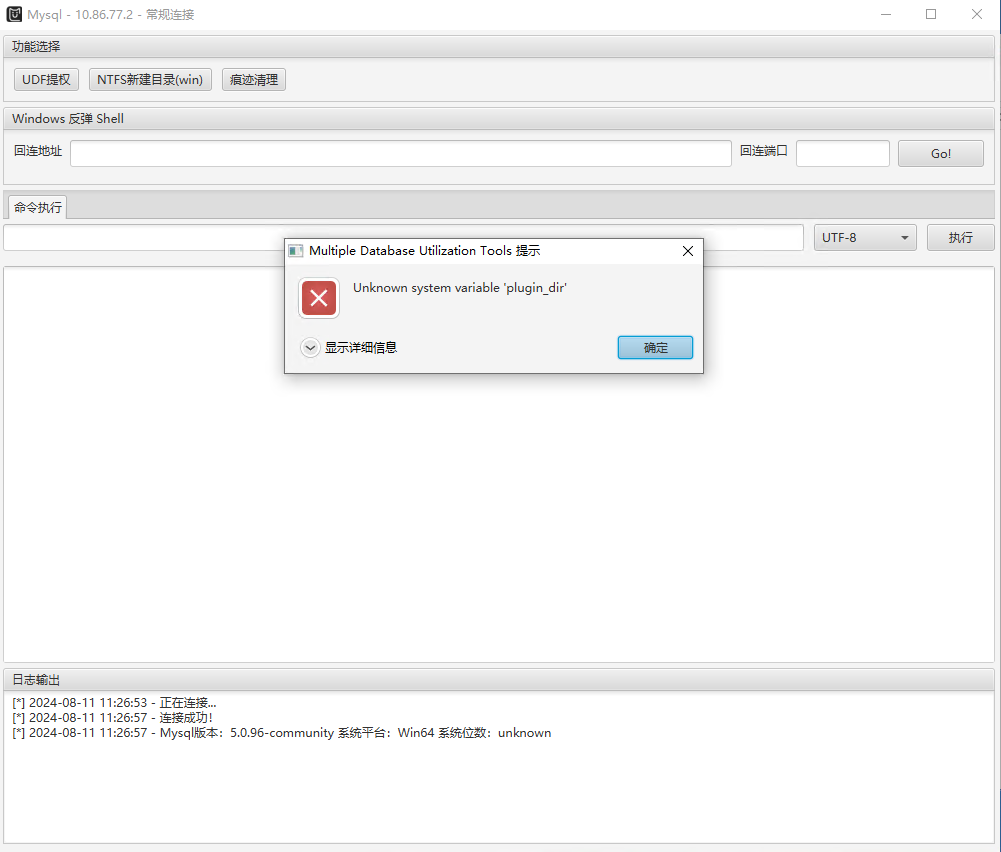 Mysql - 10.86.77.2 - 常规连接
功能选择
UDF提权 NTFS新建目录(win) 痕迹清理
Windows 反弹 Shell
回连地址 回连端口 Go!
命令执行
UTF-8 执行
Multiple Database Utilization Tools 提示
Unknown system variable 'plugin_dir'
显示详细信息 确定
日志输出
[*] 2024-08-11 11:26:53 - 正在连接...
[*] 2024-08-11 11:26:57 - 连接成功!
[*] 2024-08-11 11:26:57 - Mysql版本：5.0.96-community 系统平台：Win64 系统位数：unknown